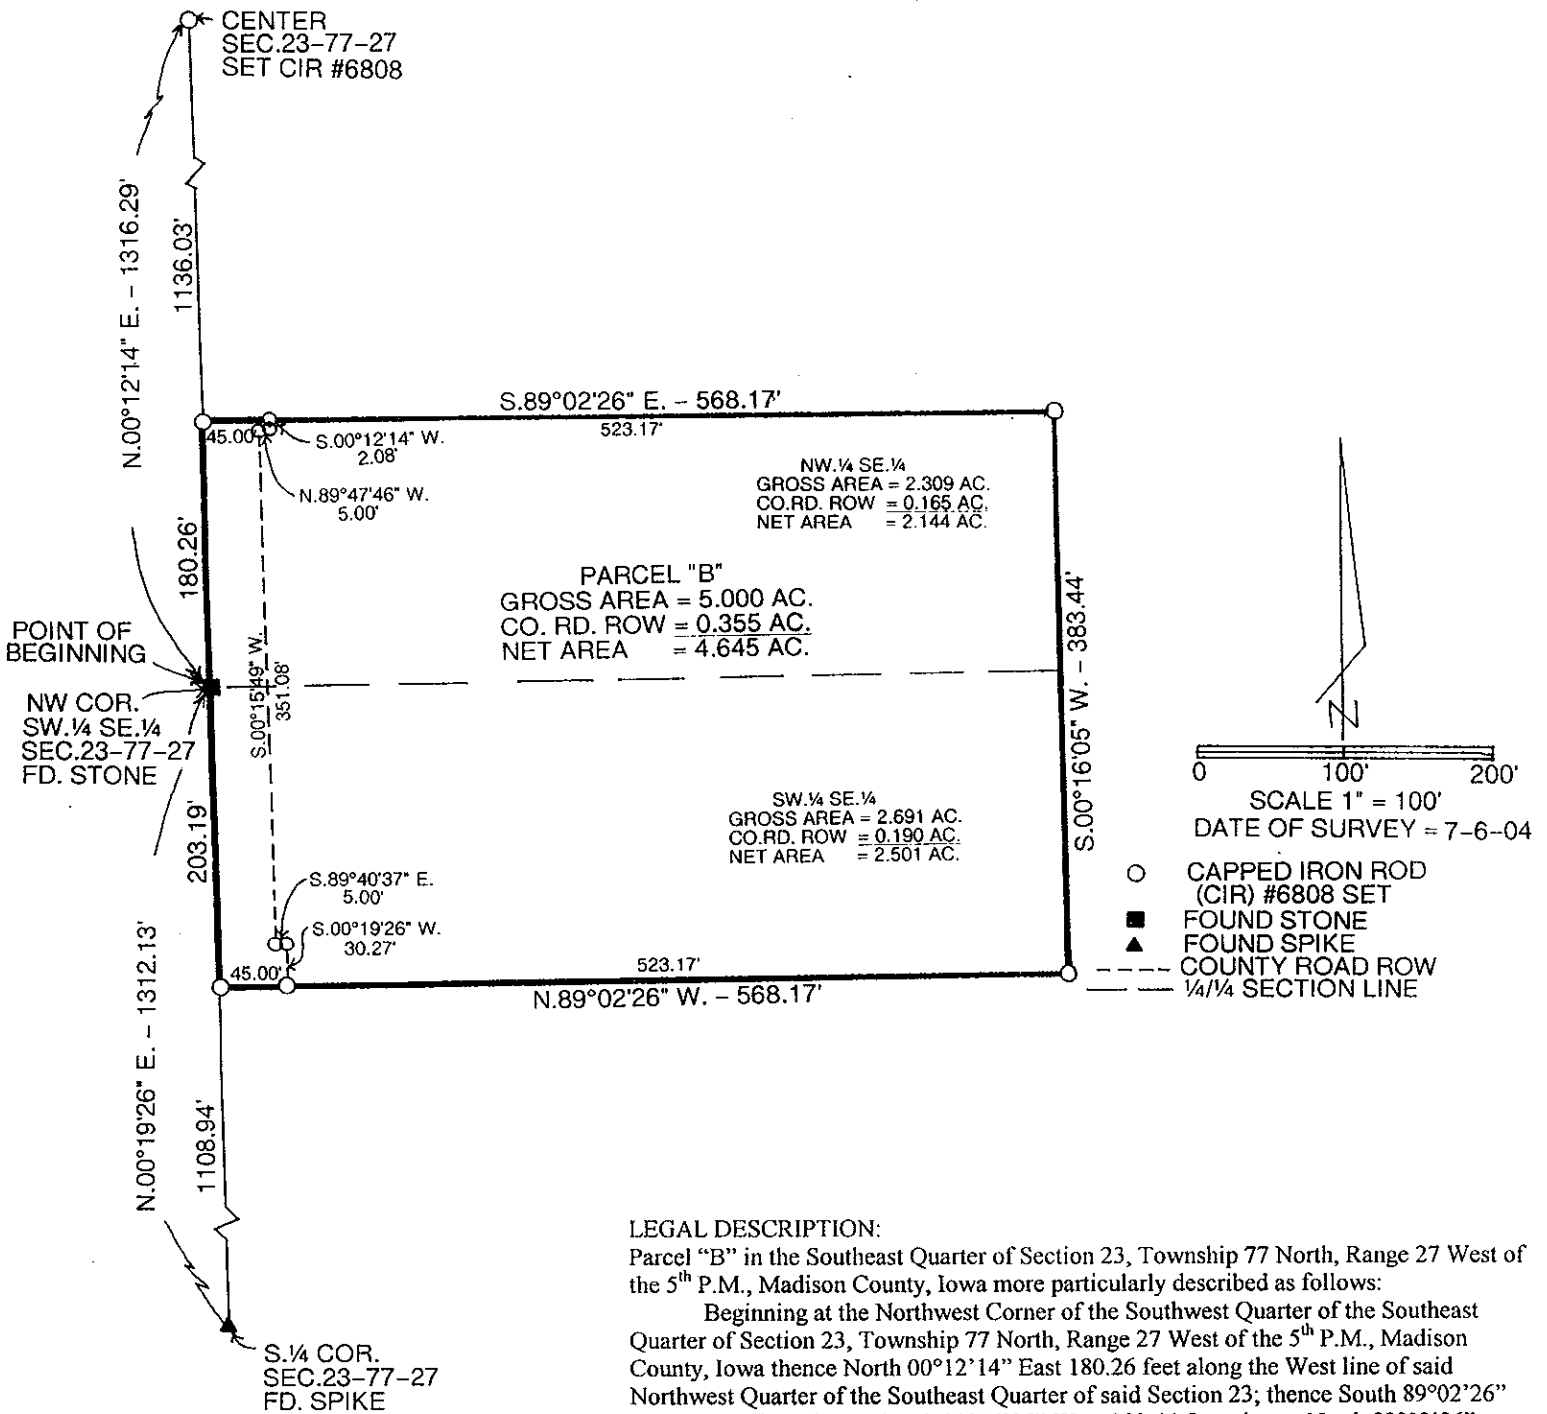 CENTER
SEC.23-77-27
SET CIR #6808
N.00°12'14" E. - 1316.29'
1136.03'
S.89°02'26" E. - 568.17'
45.00'
523.17'
S.00°12'14" W.
2.08'
N.89°47'46" W.
5.00'
NW.¼ SE.¼
GROSS AREA = 2.309 AC.
CO.RD. ROW = 0.165 AC.
NET AREA = 2.144 AC.
180.26'
PARCEL "B"
GROSS AREA = 5.000 AC.
CO. RD. ROW = 0.355 AC.
NET AREA = 4.645 AC.
S.00°16'05" W. - 383.44'
POINT OF
BEGINNING
NW COR.
SW.¼ SE.¼
SEC.23-77-27
FD. STONE
S.00°15'49" W.
351.08'
N
0 100' 200'
SCALE 1" = 100'
DATE OF SURVEY = 7-6-04
203.19'
SW.¼ SE.¼
GROSS AREA = 2.691 AC.
CO.RD. ROW = 0.190 AC.
NET AREA = 2.501 AC.
CAPPED IRON ROD
(CIR) #6808 SET
FOUND STONE
FOUND SPIKE
COUNTY ROAD ROW
¼/¼ SECTION LINE
S.89°40'37" E.
5.00'
S.00°19'26" W.
30.27'
45.00'
523.17'
N.89°02'26" W. - 568.17'
N.00°19'26" E. - 1312.13'
1108.94'
S.¼ COR.
SEC.23-77-27
FD. SPIKE
LEGAL DESCRIPTION:
Parcel “B” in the Southeast Quarter of Section 23, Township 77 North, Range 27 West of
the 5th P.M., Madison County, Iowa more particularly described as follows:
Beginning at the Northwest Corner of the Southwest Quarter of the Southeast
Quarter of Section 23, Township 77 North, Range 27 West of the 5th P.M., Madison
County, Iowa thence North 00°12’14” East 180.26 feet along the West line of said
Northwest Quarter of the Southeast Quarter of said Section 23; thence South 89°02’26”